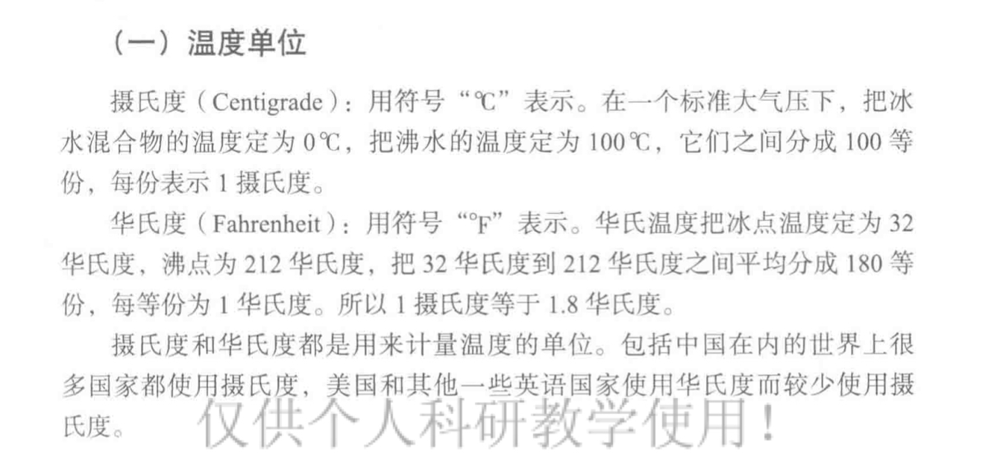 （一）温度单位
摄氏度（Centigrade）：用符号“℃”表示。在一个标准大气压下，把冰
水混合物的温度定为 0℃，把沸水的温度定为 100℃，它们之间分成 100 等
份，每份表示 1 摄氏度。
华氏度（Fahrenheit）：用符号“℉”表示。华氏温度把冰点温度定为 32
华氏度，沸点为 212 华氏度，把 32 华氏度到 212 华氏度之间平均分成 180 等
份，每等份为 1 华氏度。所以 1 摄氏度等于 1.8 华氏度。
摄氏度和华氏度都是用来计量温度的单位。包括中国在内的世界上很
多国家都使用摄氏度，美国和其他一些英语国家使用华氏度而较少使用摄
氏度。
仅供个人科研教学使用！